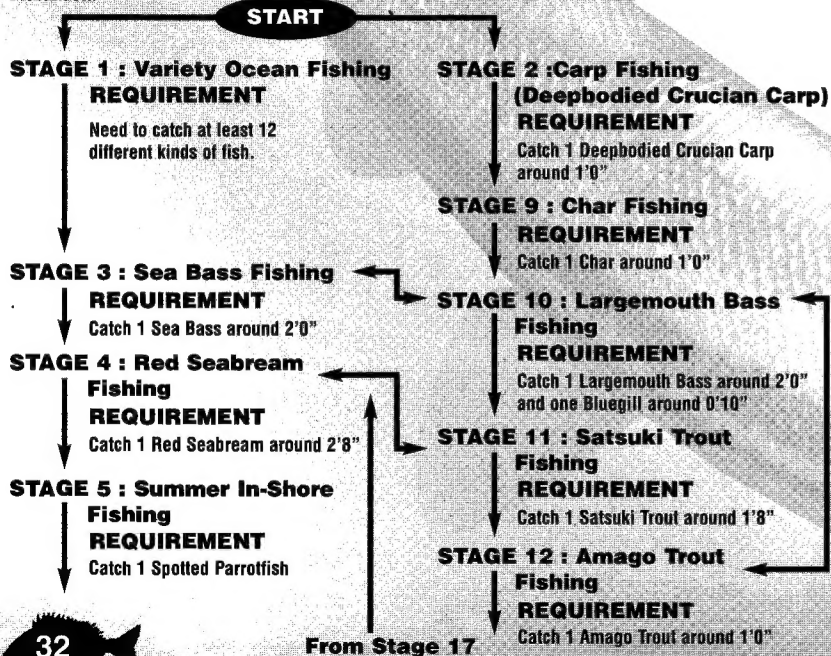 START
STAGE 1 : Variety Ocean Fishing
REQUIREMENT
Need to catch at least 12
different kinds of fish.
STAGE 3 : Sea Bass Fishing
REQUIREMENT
Catch 1 Sea Bass around 2'0"
STAGE 4 : Red Seabream
Fishing
REQUIREMENT
Catch 1 Red Seabream around 2'8"
STAGE 5 : Summer In-Shore
Fishing
REQUIREMENT
Catch 1 Spotted Parrotfish
32
From Stage 17
STAGE 2 :Carp Fishing
(Deepbodied Crucian Carp)
REQUIREMENT
Catch 1 Deepbodied Crucian Carp
around 1'0"
STAGE 9 : Char Fishing
REQUIREMENT
Catch 1 Char around 1'0"
STAGE 10 : Largemouth Bass
Fishing
REQUIREMENT
Catch 1 Largemouth Bass around 2'0"
and one Bluegill around 0'10"
STAGE 11 : Satsuki Trout
Fishing
REQUIREMENT
Catch 1 Satsuki Trout around 1'8"
STAGE 12 : Amago Trout
Fishing
REQUIREMENT
Catch 1 Amago Trout around 1'0"